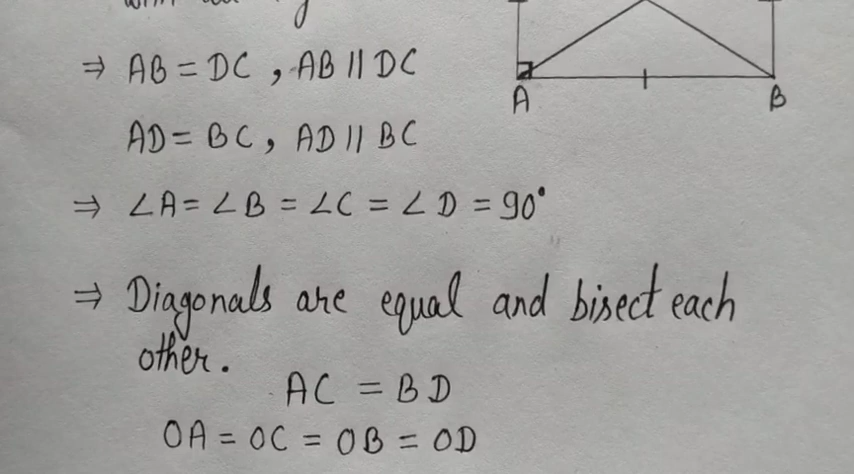 ⇒ AB = DC , AB || DC
A B
AD = BC, AD || BC
⇒ ∠A = ∠B = ∠C = ∠D = 90°
⇒ Diagonals are equal and bisect each
other.
AC = BD
OA = OC = OB = OD